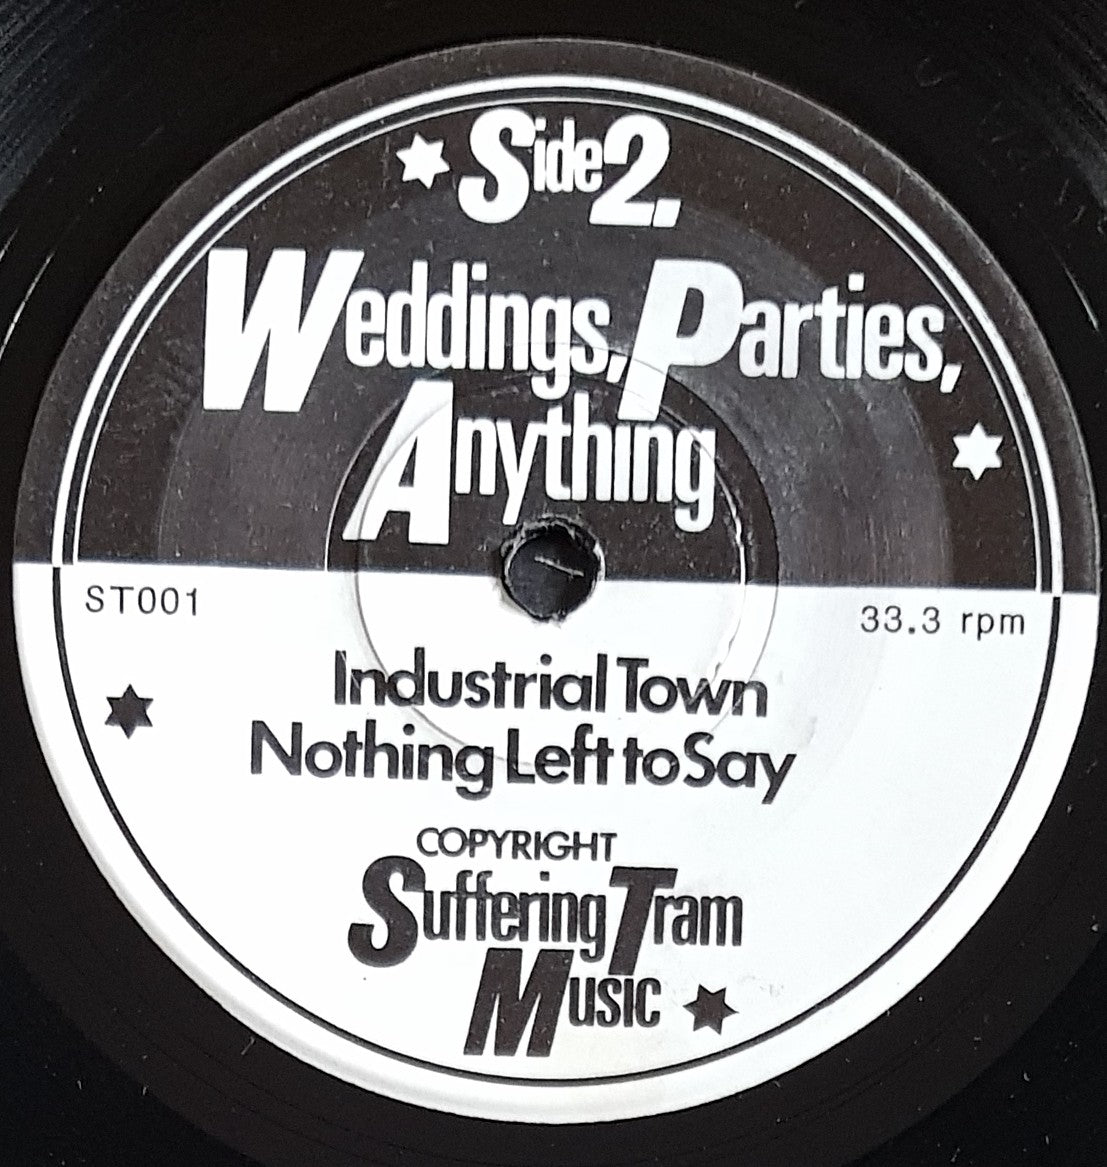 Side 2.
Weddings, Parties,
Anything
ST001
33.3 rpm
Industrial Town
Nothing Left to Say
COPYRIGHT
Suffering Tram
Music